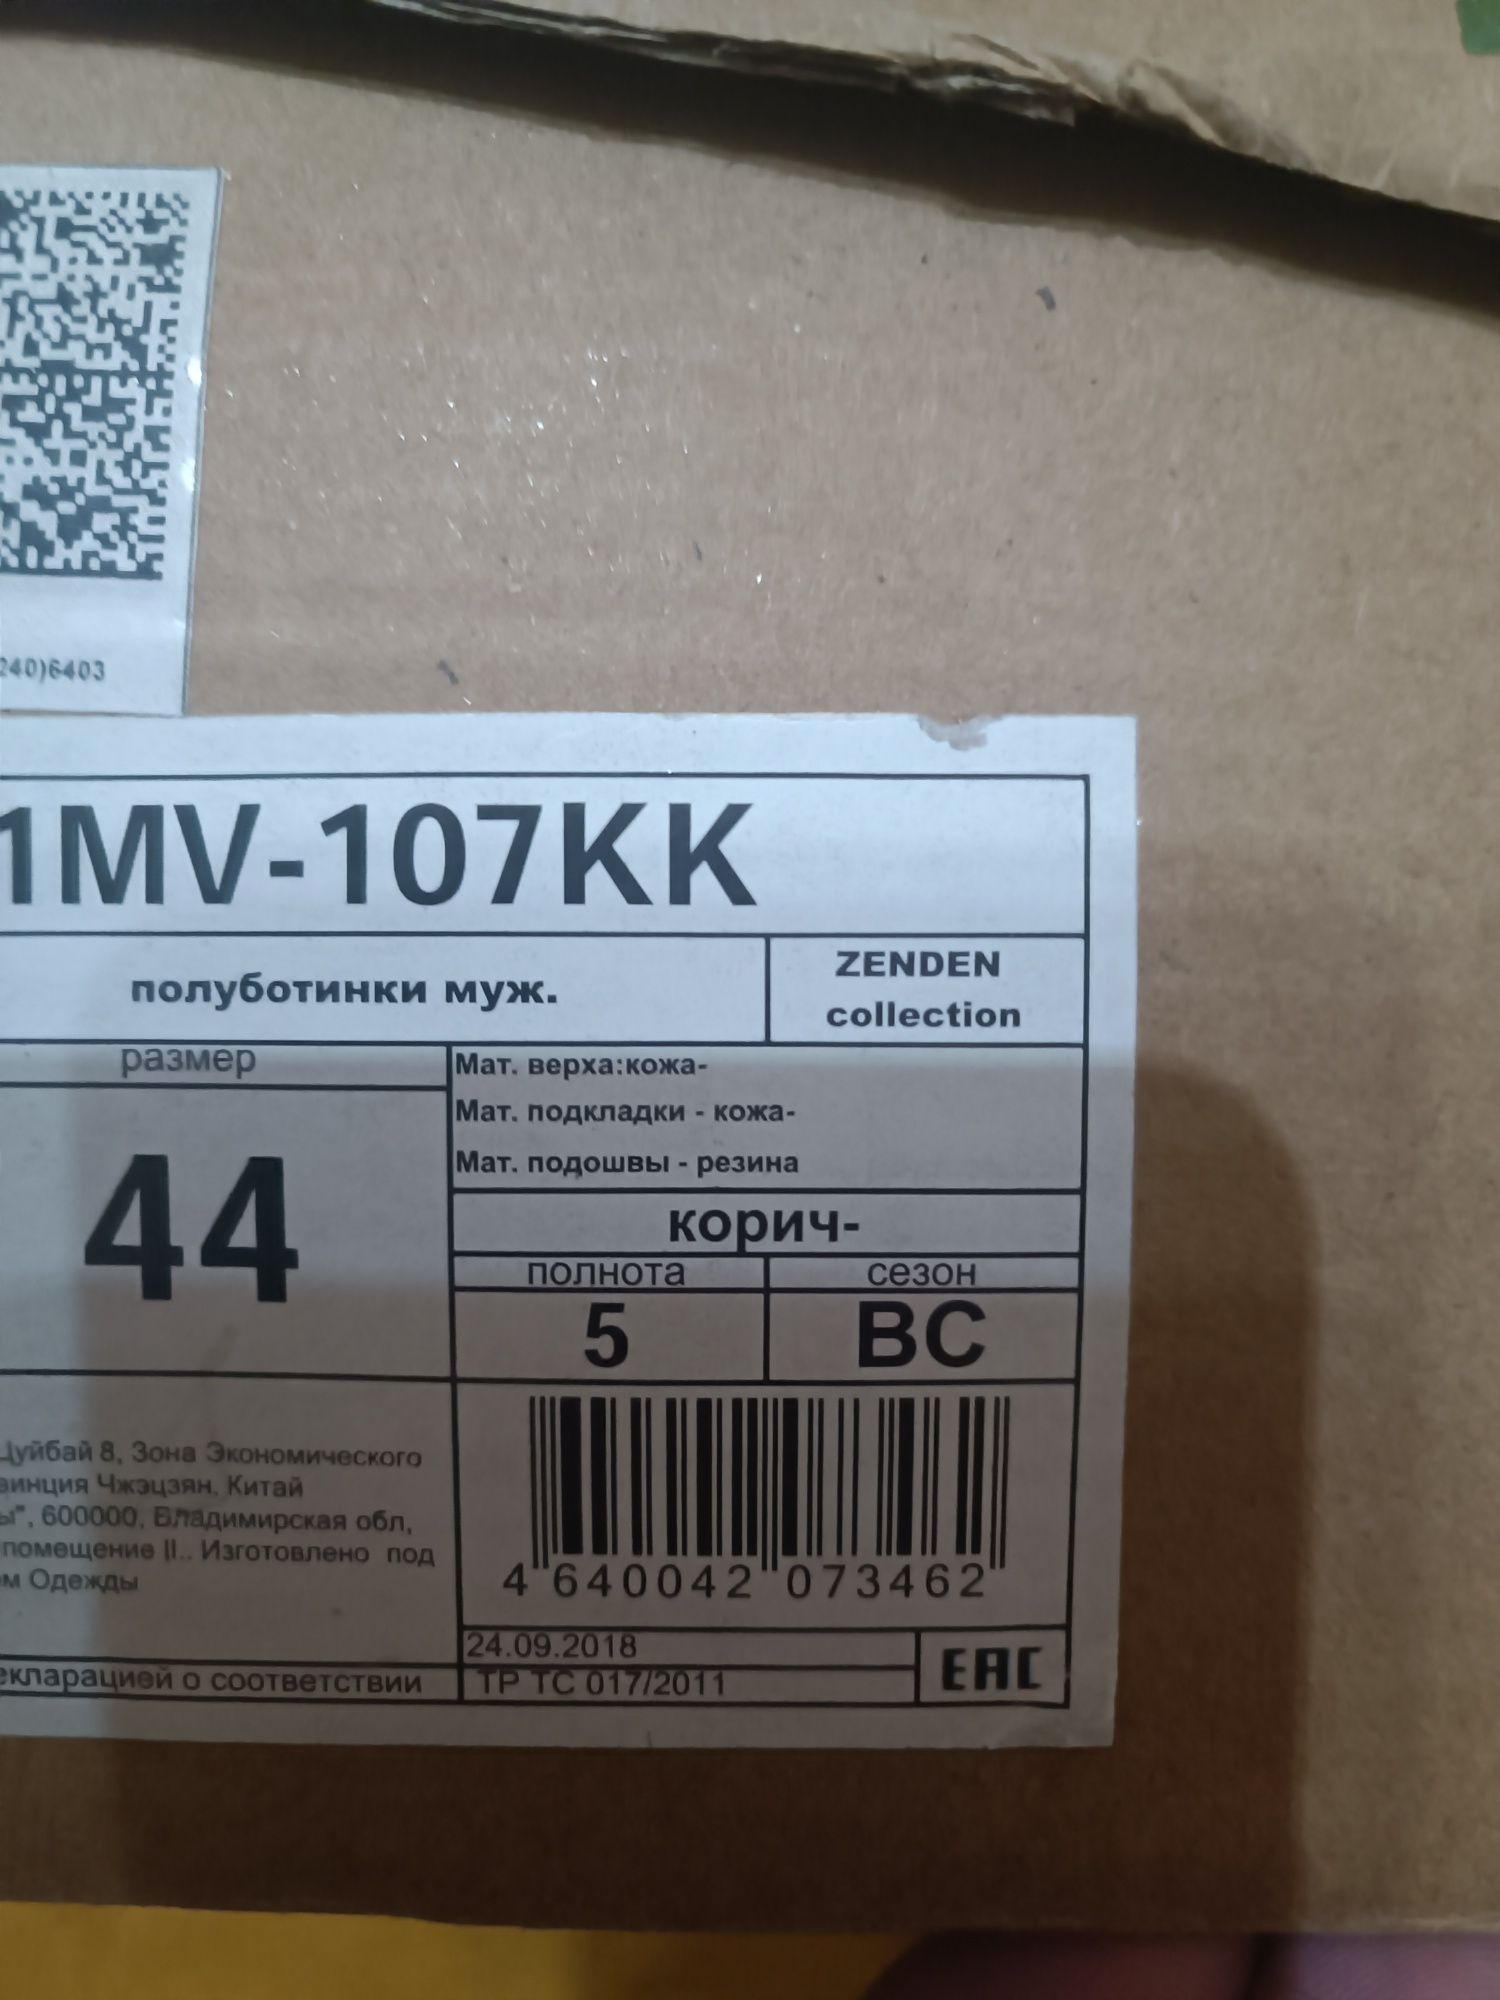 240)6403
1MV-107KK
полуботинки муж.
ZENDEN
collection
размер
44
Мат. верха:кожа-
Мат. подкладки - кожа-
Мат. подошвы - резина
корич-
полнота
сезон
5
ВС
Цуйбай 8, Зона Экономического
винция Чжэцзян, Китай
ы", 600000, Владимирская обл,
помещение II.. Изготовлено под
м Одежды
4 640042 073462
24.09.2018
екларацией о соответствии
ТР ТС 017/2011
EAC